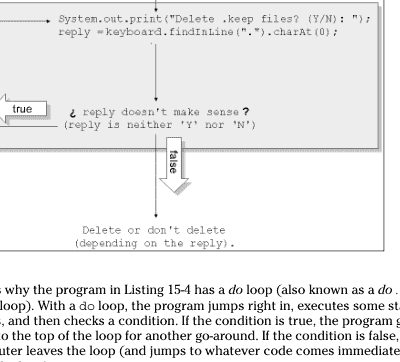 System.out.print("Delete .keep files? (Y/N): ");
reply =keyboard.findInLine(".").charAt(0);
true
¿ reply doesn't make sense ?
(reply is neither 'Y' nor 'N')
false
Delete or don't delete
(depending on the reply).
why the program in Listing 15-4 has a do loop (also known as a do .
loop). With a do loop, the program jumps right in, executes some
and then checks a condition. If the condition is true, the program
to the top of the loop for another go-around. If the condition is false,
leaves the loop (and jumps to whatever code comes